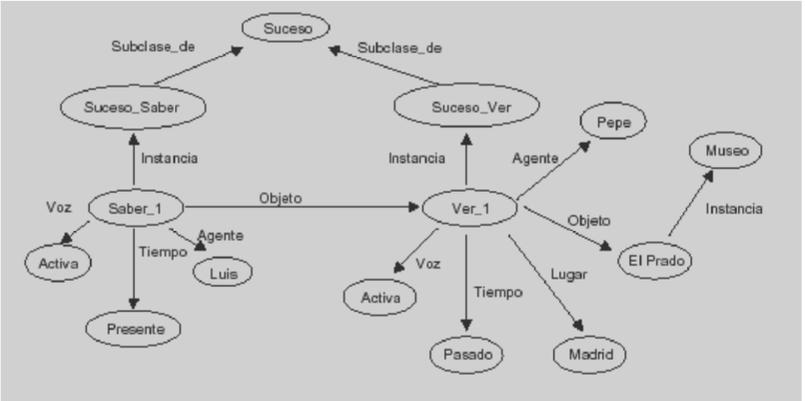 Suceso
Subclase_de
Subclase_de
Suceso_Saber
Suceso_Ver
Pepe
Museo
Instancia
Instancia
Agente
Objeto
Voz
Saber_1
Ver_1
Instancia
Objeto
Agente
Tiempo
Activa
Luis
Voz
Lugar
El Prado
Activa
Tiempo
Presente
Pasado
Madrid